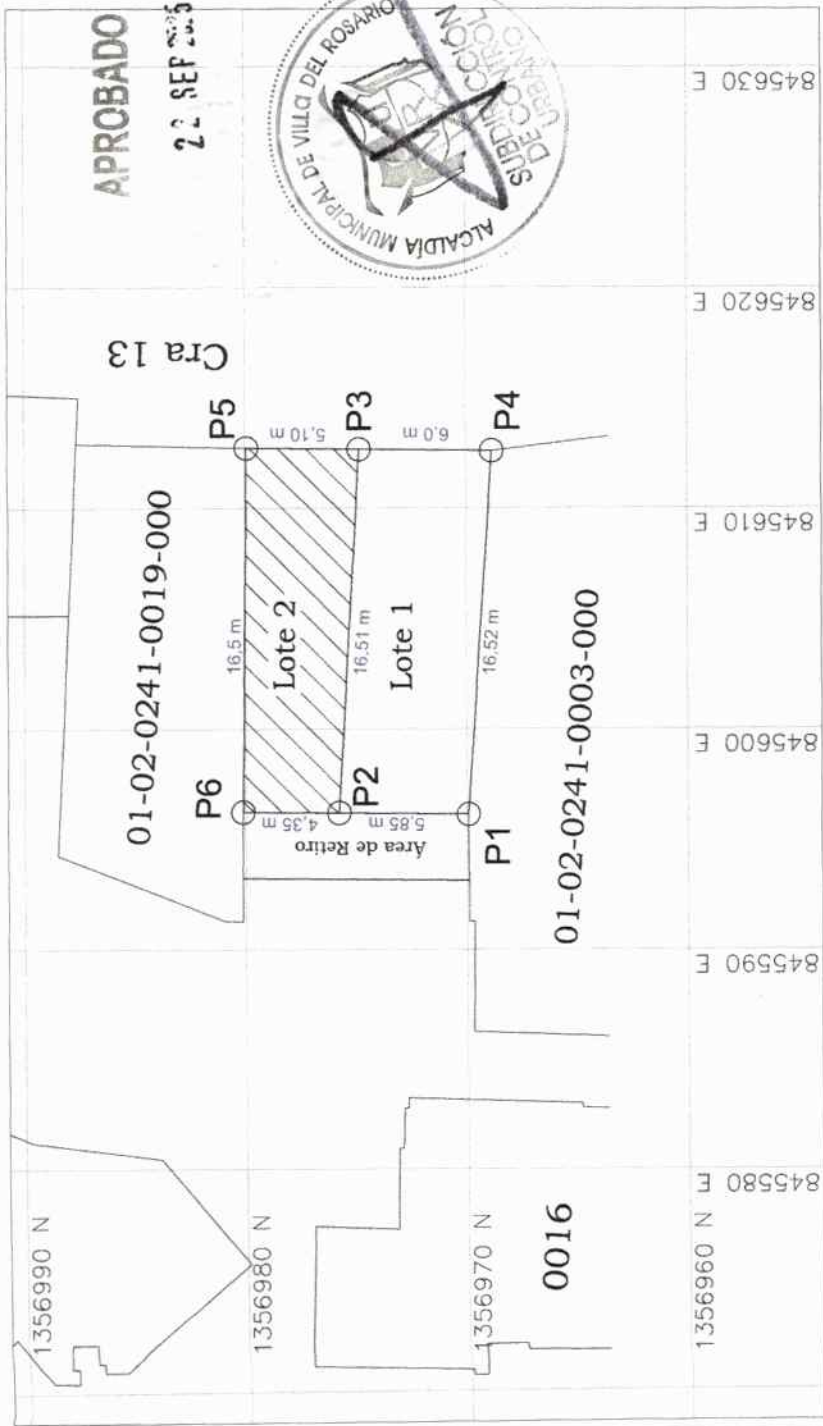 APROBADO
22 SEP
ALCALDÍA MUNICIPAL DE VILLA DEL ROSARIO
SUBDIRECCIÓN
DE CONTROL
URBANO
Cra 13
01-02-0241-0019-000
P6
P5
16,5 m
4,35 m
Lote 2
5,10 m
P2
16,51 m
P3
Área de Retiro
5,85 m
Lote 1
6,0 m
P1
16,52 m
P4
01-02-0241-0003-000
0016
1356990 N
1356980 N
1356970 N
1356960 N
845580 E
845590 E
845600 E
845610 E
845620 E
845630 E